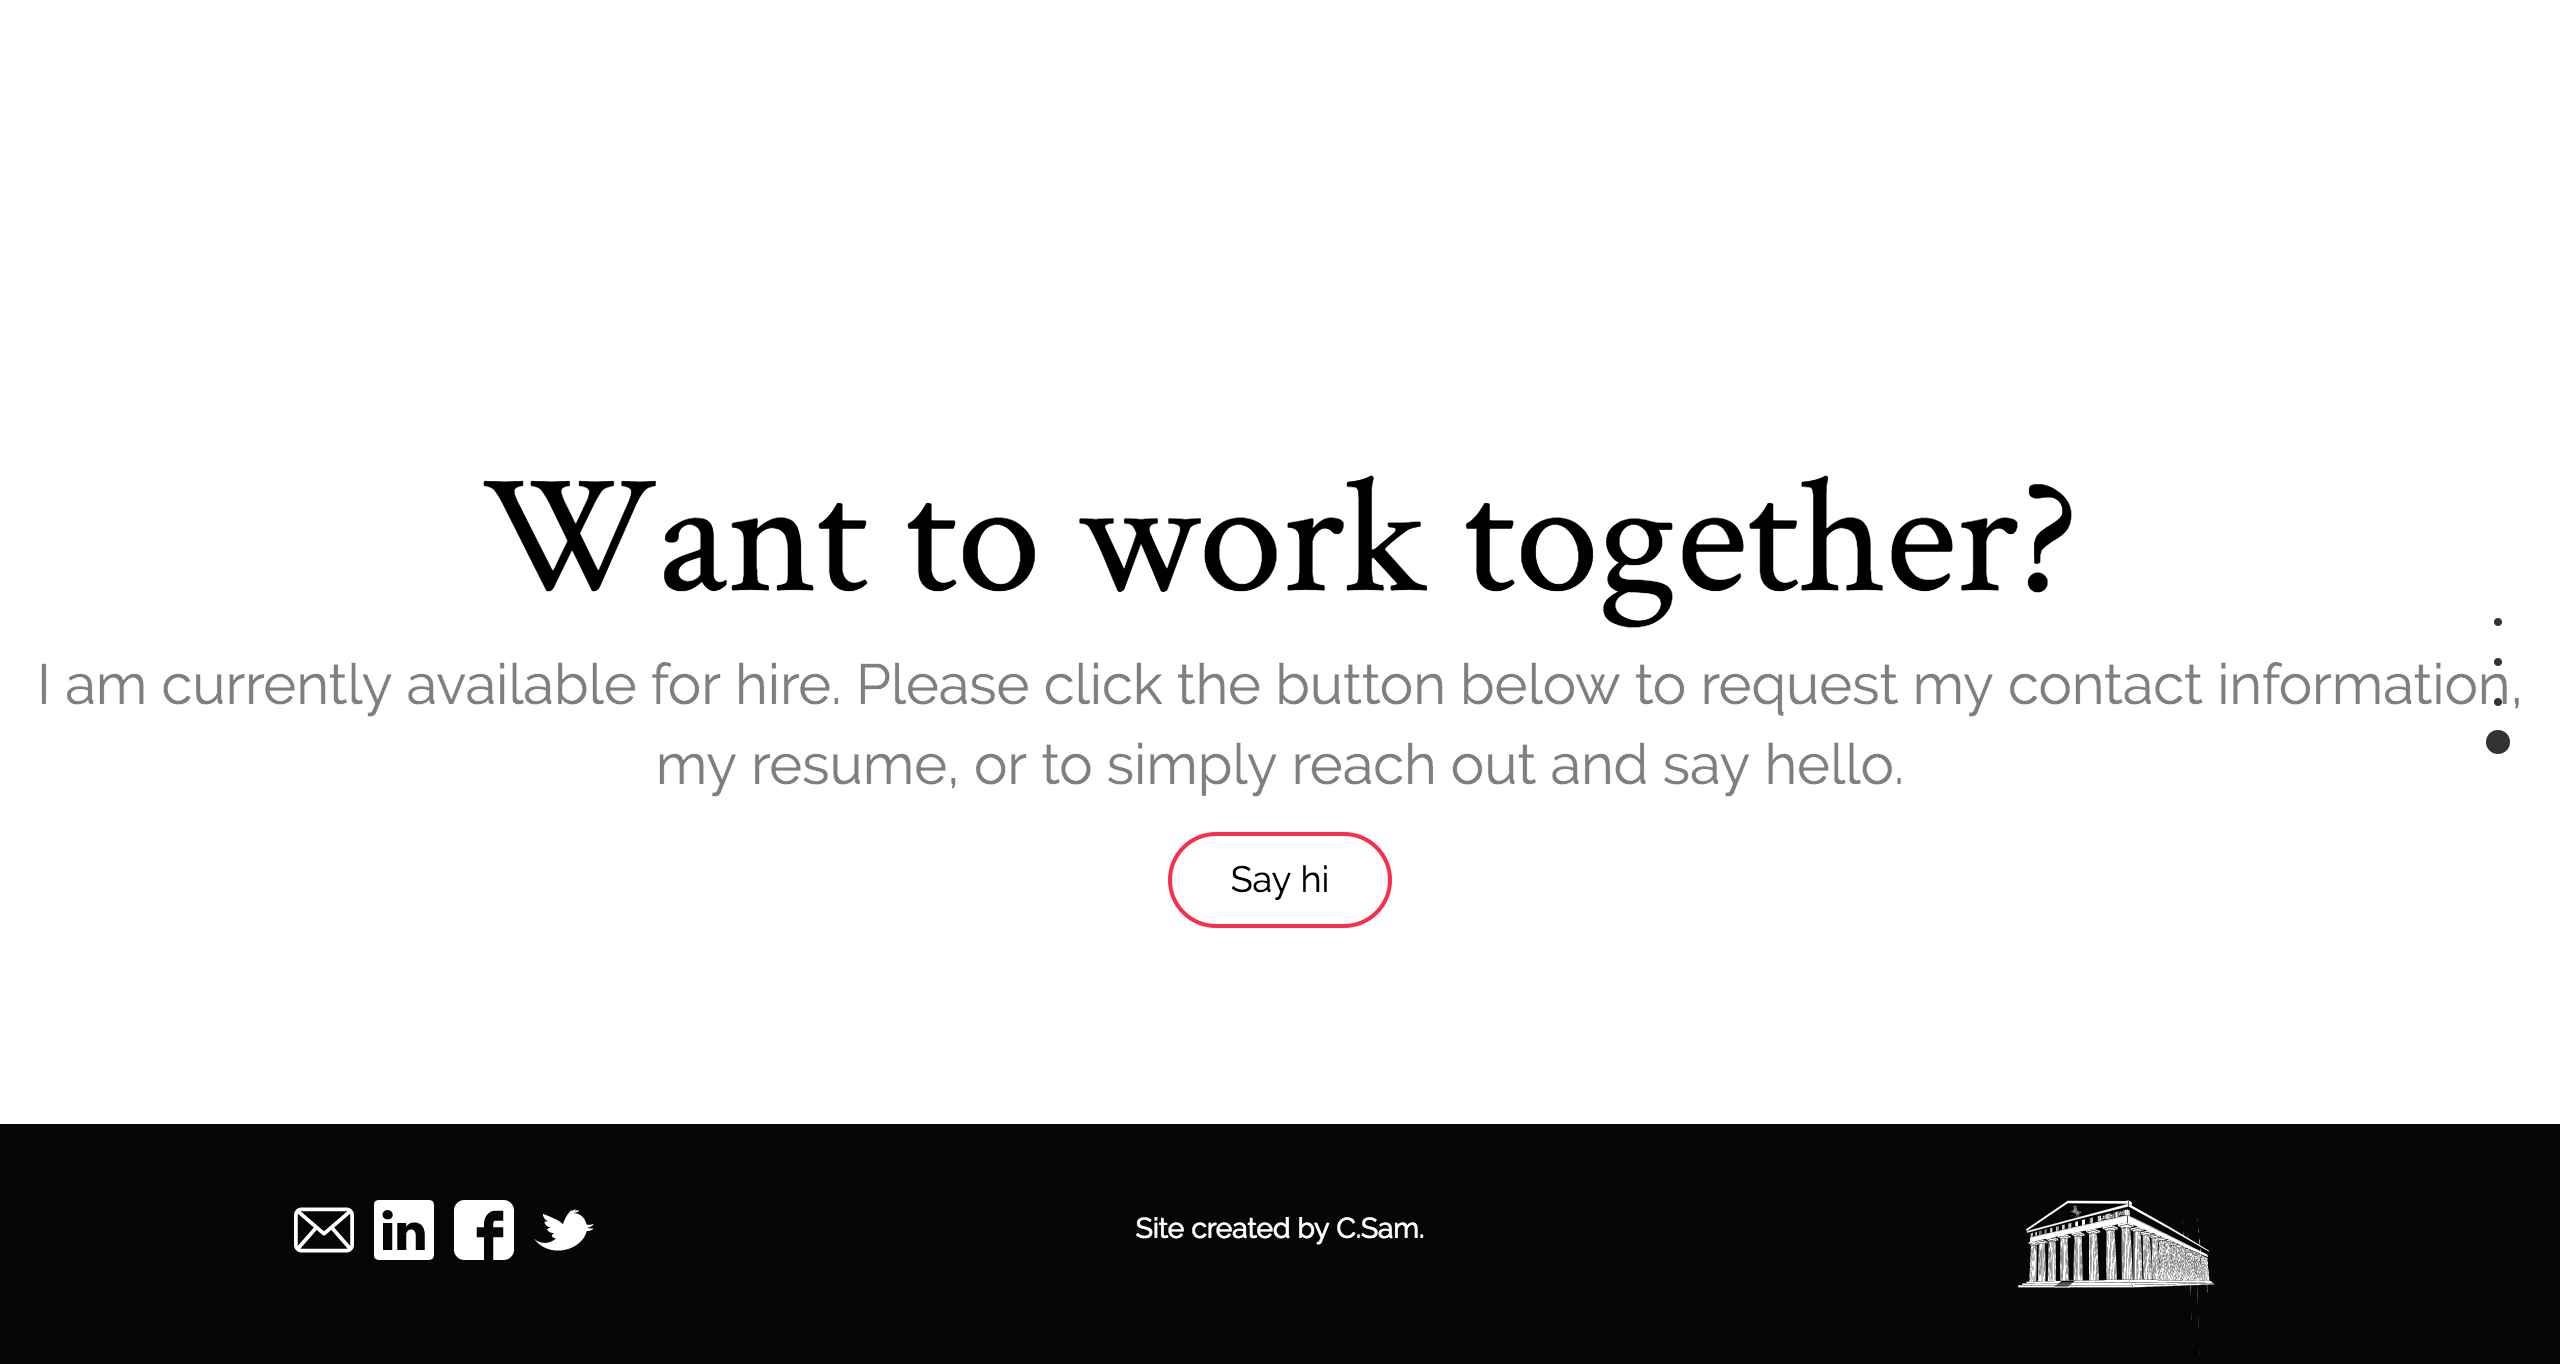 Want to work together?
I am currently available for hire. Please click the button below to request my contact information,
my resume, or to simply reach out and say hello.
Say hi
Site created by C.Sam.